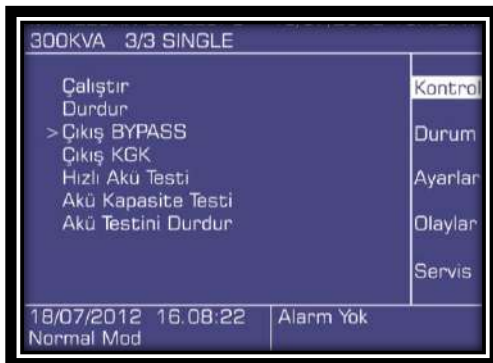 300KVA 3/3 SINGLE
Çalıştır
Durdur
> Çıkış BYPASS
Çıkış KGK
Hızlı Akü Testi
Akü Kapasite Testi
Akü Testini Durdur
Kontrol
Durum
Ayarlar
Olaylar
Servis
18/07/2012 16.08:22
Normal Mod
Alarm Yok